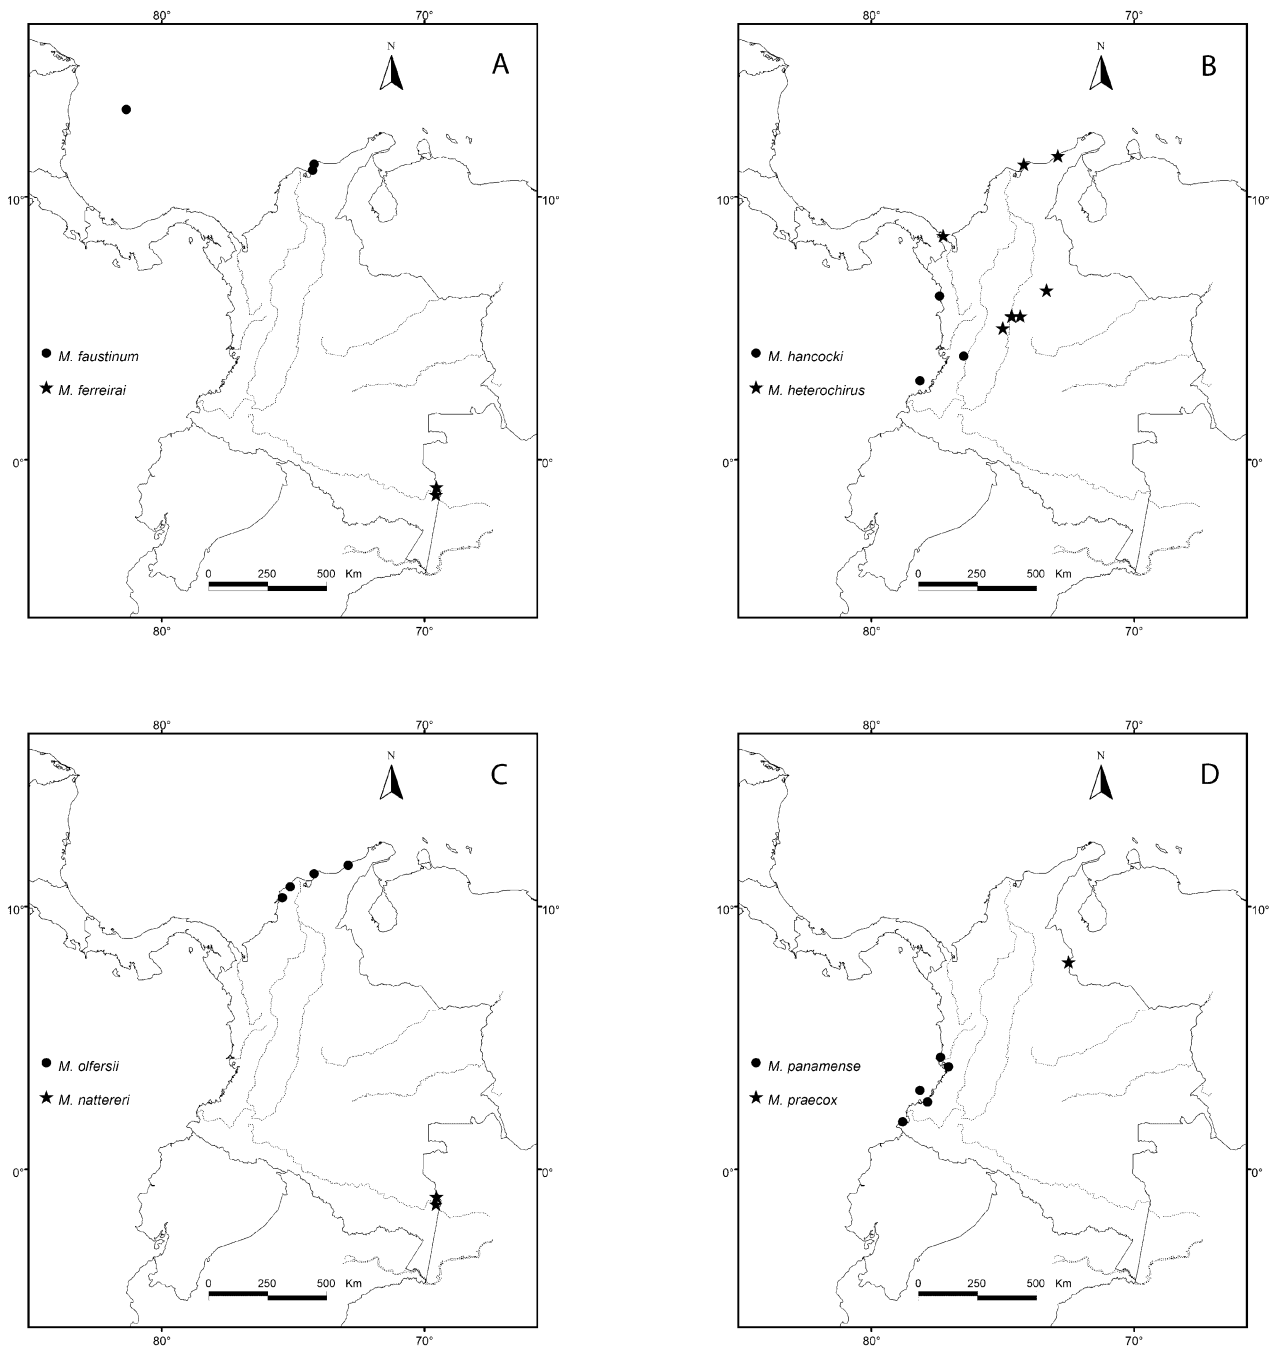 80° 70°
N
A
10° 10°
M. faustinum
M. ferreirai
0° 0°
0 250 500 Km
80° 70°
80° 70°
N
B
10° 10°
M. hancocki
M. heterochirus
0° 0°
0 250 500 Km
80° 70°
80° 70°
N
C
10° 10°
M. olfersii
M. nattereri
0° 0°
0 250 500 Km
80° 70°
70°
80°
N
D
10° 10°
M. panamense
M. praecox
0° 0°
0 250 500 Km
80° 70°